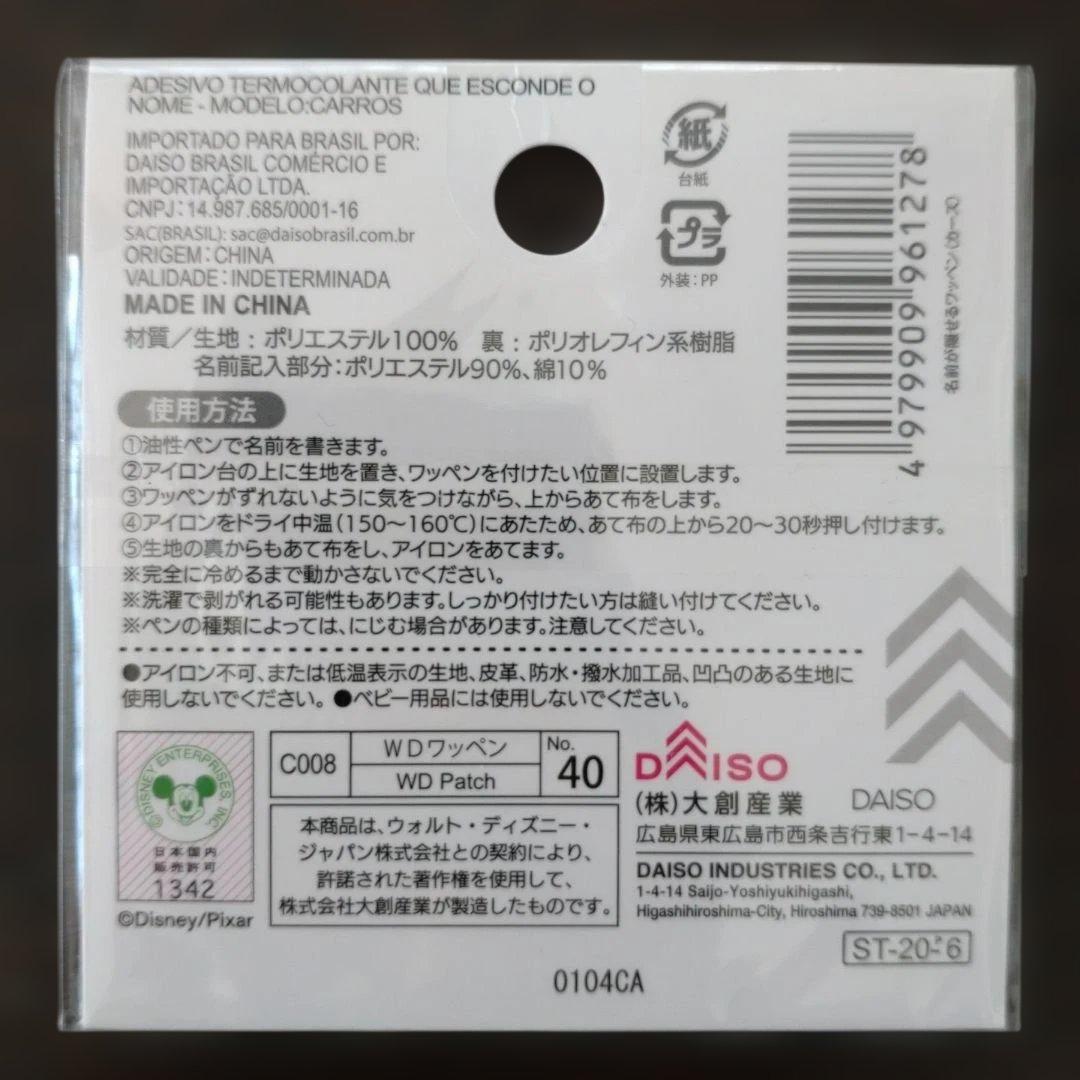 ADESIVO TERMOCOLANTE QUE ESCONDE O
NOME - MODELO:CARROS
IMPORTADO PARA BRASIL POR:
DAISO BRASIL COMÉRCIO E
IMPORTAÇÃO LTDA.
CNPJ:14.987.685/0001-16
SAC(BRASIL): sac@daisobrasil.com.br
ORIGEM:CHINA
VALIDADE:INDETERMINADA
MADE IN CHINA
紙
台紙
プラ
外装:PP
4979909961278
名前が隠せるワッペン(カーズ)
材質/生地:ポリエステル100% 裏:ポリオレフィン系樹脂
名前記入部分:ポリエステル90%、綿10%
使用方法
①油性ペンで名前を書きます。
②アイロン台の上に生地を置き、ワッペンを付けたい位置に設置します。
③ワッペンがずれないように気をつけながら、上からあて布をします。
④アイロンをドライ中温(150〜160℃)にあたため、あて布の上から20〜30秒押し付けます。
⑤生地の裏からもあて布をし、アイロンをあてます。
※完全に冷めるまで動かさないでください。
※洗濯で剥がれる可能性もあります。しっかり付けたい方は縫い付けてください。
※ペンの種類によっては、にじむ場合があります。注意してください。
●アイロン不可、または低温表示の生地、皮革、防水・撥水加工品、凹凸のある生地に
使用しないでください。●ベビー用品には使用しないでください。
©DISNEY ENTERPRISES, INC.
日本国内
販売許可
1342
©Disney/Pixar
C008
WDワッペン
WD Patch
No.
40
本商品は、ウォルト・ディズニー・
ジャパン株式会社との契約により、
許諾された著作権を使用して、
株式会社大創産業が製造したものです。
DAISO
(株)大創産業 DAISO
広島県東広島市西条吉行東1-4-14
DAISO INDUSTRIES CO., LTD.
1-4-14 Saijo-Yoshiyukihigashi,
Higashihiroshima-City, Hiroshima 739-8501 JAPAN
ST-20-6
0104CA